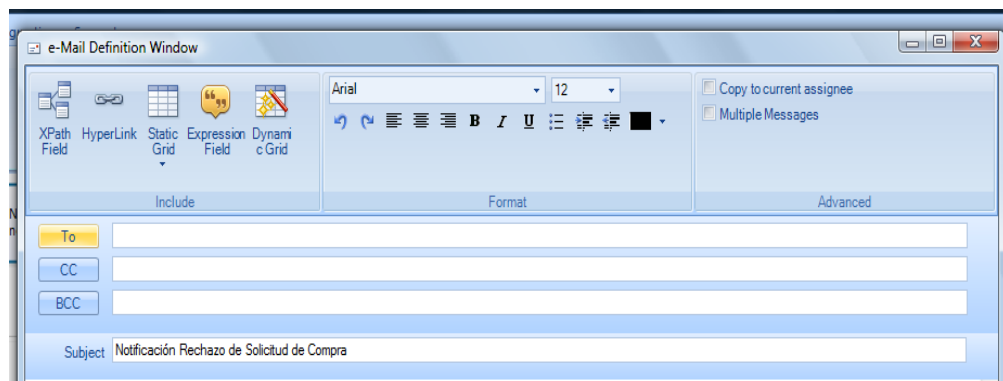 e-Mail Definition Window
XPath Field
HyperLink
Static Grid
Expression Field
Dynami c Grid
Include
Arial
12
B I U
Format
Copy to current assignee
Multiple Messages
Advanced
To
CC
BCC
Subject Notificación Rechazo de Solicitud de Compra